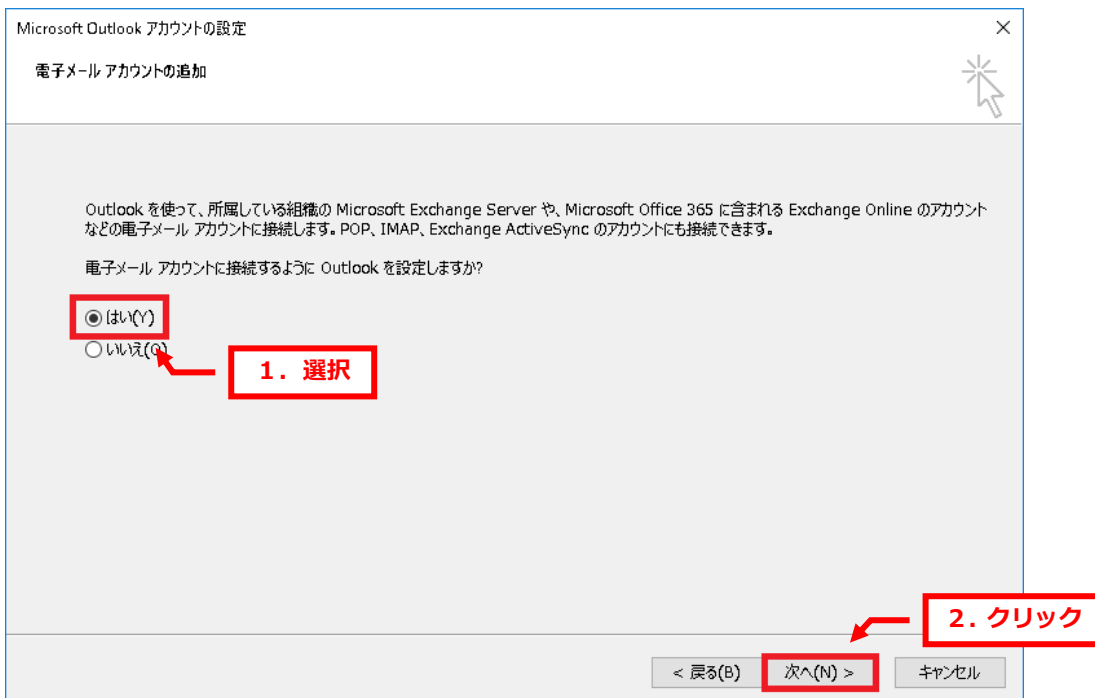 Microsoft Outlook アカウントの設定
電子メール アカウントの追加
Outlook を使って、所属している組織の Microsoft Exchange Server や、Microsoft Office 365 に含まれる Exchange Online のアカウント
などの電子メール アカウントに接続します。POP、IMAP、Exchange ActiveSync のアカウントにも接続できます。
電子メール アカウントに接続するように Outlook を設定しますか?
はい(Y)
いいえ(O)
1．選択
2．クリック
< 戻る(B)
次へ(N) >
キャンセル